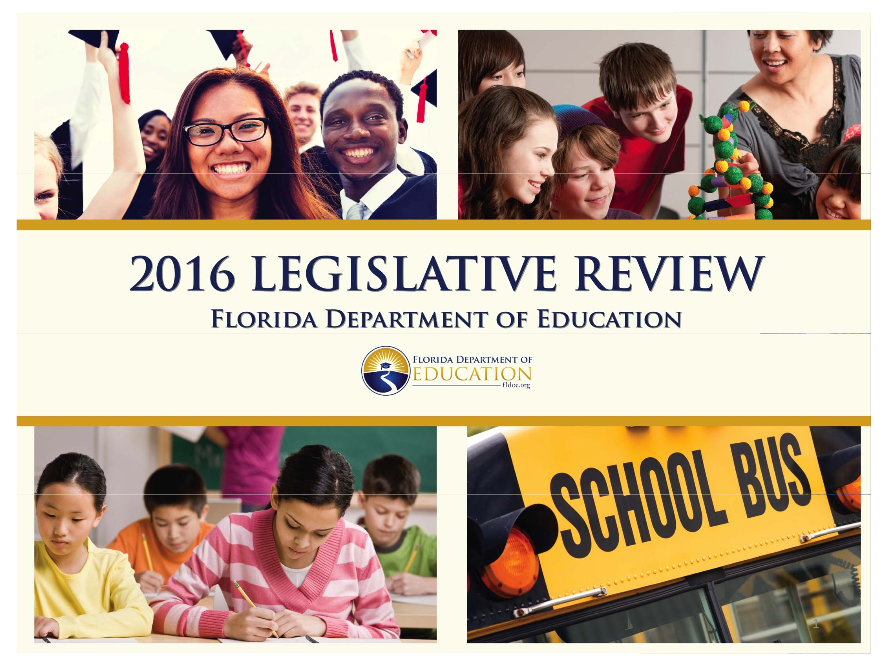 2016 LEGISLATIVE REVIEW
FLORIDA DEPARTMENT OF EDUCATION
FLORIDA DEPARTMENT OF
EDUCATION
fldoe.org
SCHOOL BUS